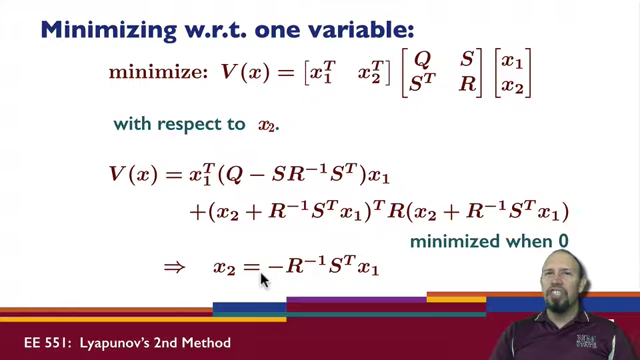 Minimizing w.r.t. one variable:
minimize: V(x) = [x₁ᵀ x₂ᵀ] [Q S; Sᵀ R] [x₁; x₂]
with respect to x₂.
V(x) = x₁ᵀ(Q − SR⁻¹Sᵀ)x₁
+(x₂ + R⁻¹Sᵀx₁)ᵀR(x₂ + R⁻¹Sᵀx₁)
minimized when 0
⇒ x₂ = −R⁻¹Sᵀx₁
EE 551: Lyapunov's 2nd Method